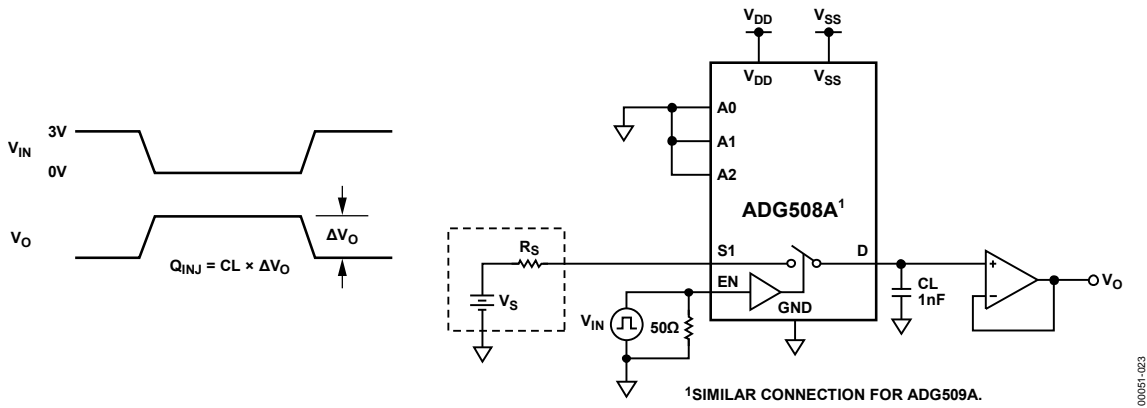 3V
V_IN
0V
V_O
ΔV_O
Q_INJ = CL × ΔV_O
V_DD V_SS
V_DD V_SS
A0
A1
A2
ADG508A¹
R_S
V_S
S1
D
EN
GND
V_IN
50Ω
CL
1nF
+
−
V_O
¹SIMILAR CONNECTION FOR ADG509A.
00051-023